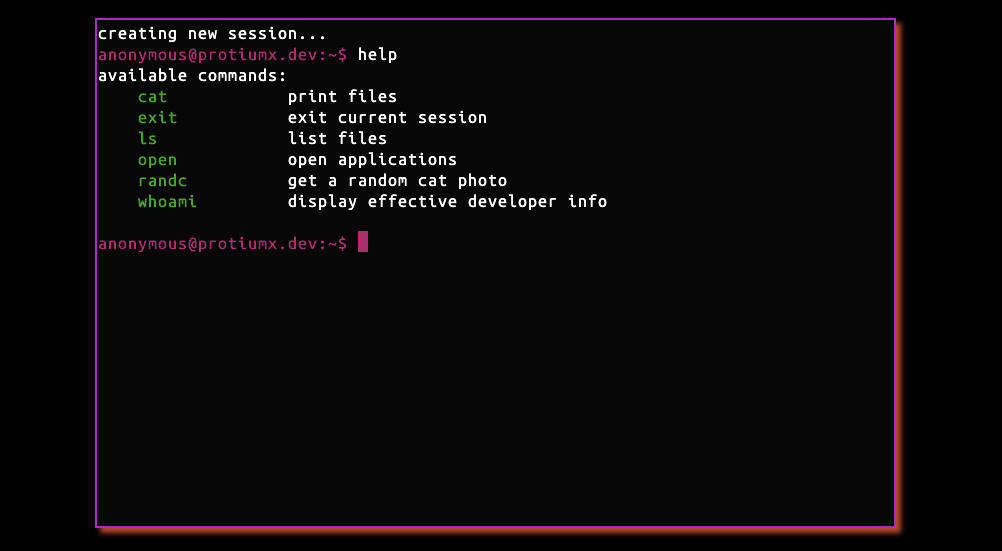 creating new session...
anonymous@protiumx.dev:~$ help
available commands:
    cat            print files
    exit           exit current session
    ls             list files
    open           open applications
    randc          get a random cat photo
    whoami         display effective developer info
anonymous@protiumx.dev:~$